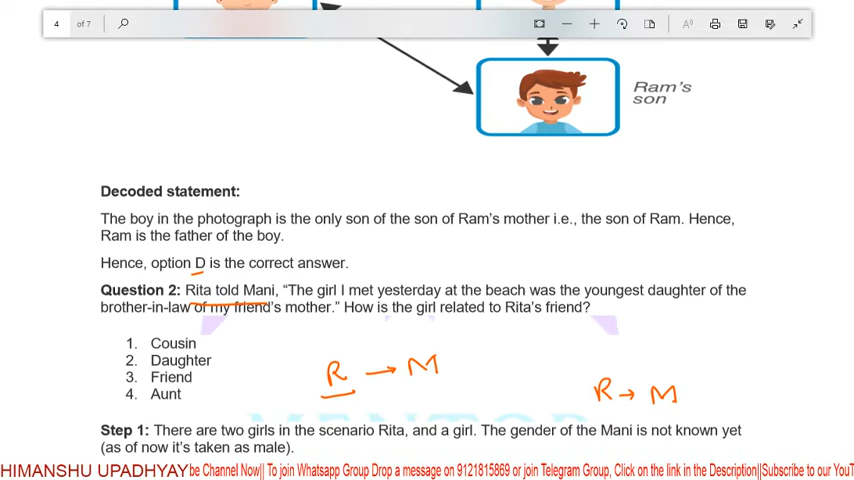 4 of 7
Ram's
son
Decoded statement:
The boy in the photograph is the only son of the son of Ram's mother i.e., the son of Ram. Hence,
Ram is the father of the boy.
Hence, option D is the correct answer.
Question 2: Rita told Mani, “The girl I met yesterday at the beach was the youngest daughter of the
brother-in-law of my friend's mother.” How is the girl related to Rita's friend?
1. Cousin
2. Daughter
3. Friend
4. Aunt
R → M
R → M
MENTOR
Step 1: There are two girls in the scenario Rita, and a girl. The gender of the Mani is not known yet
(as of now it's taken as male).
HIMANSHU UPADHYAY be Channel Now|| To join Whatsapp Group Drop a message on 9121815869 or join Telegram Group, Click on the link in the Description||Subscribe to our YouT